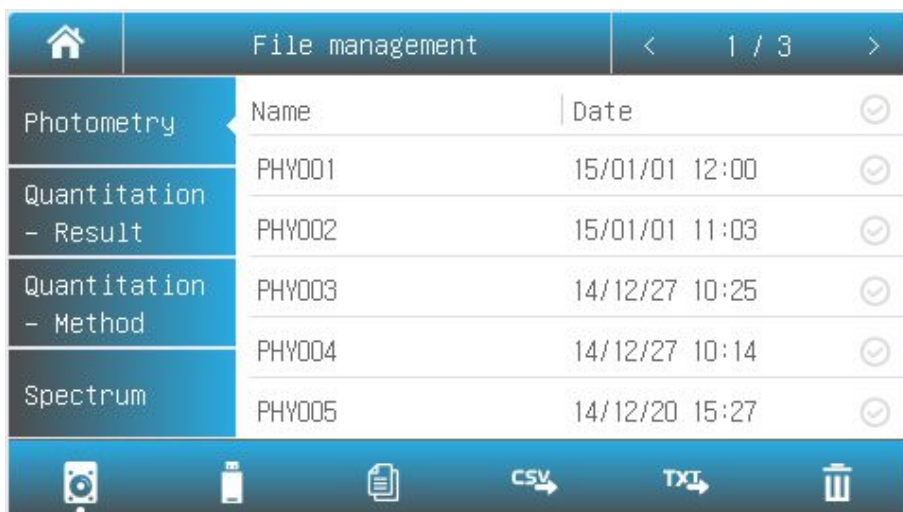 File management < 1 / 3 >
Photometry
Quantitation
- Result
Quantitation
- Method
Spectrum
Name Date
PHY001 15/01/01 12:00
PHY002 15/01/01 11:03
PHY003 14/12/27 10:25
PHY004 14/12/27 10:14
PHY005 14/12/20 15:27
CSV TXT